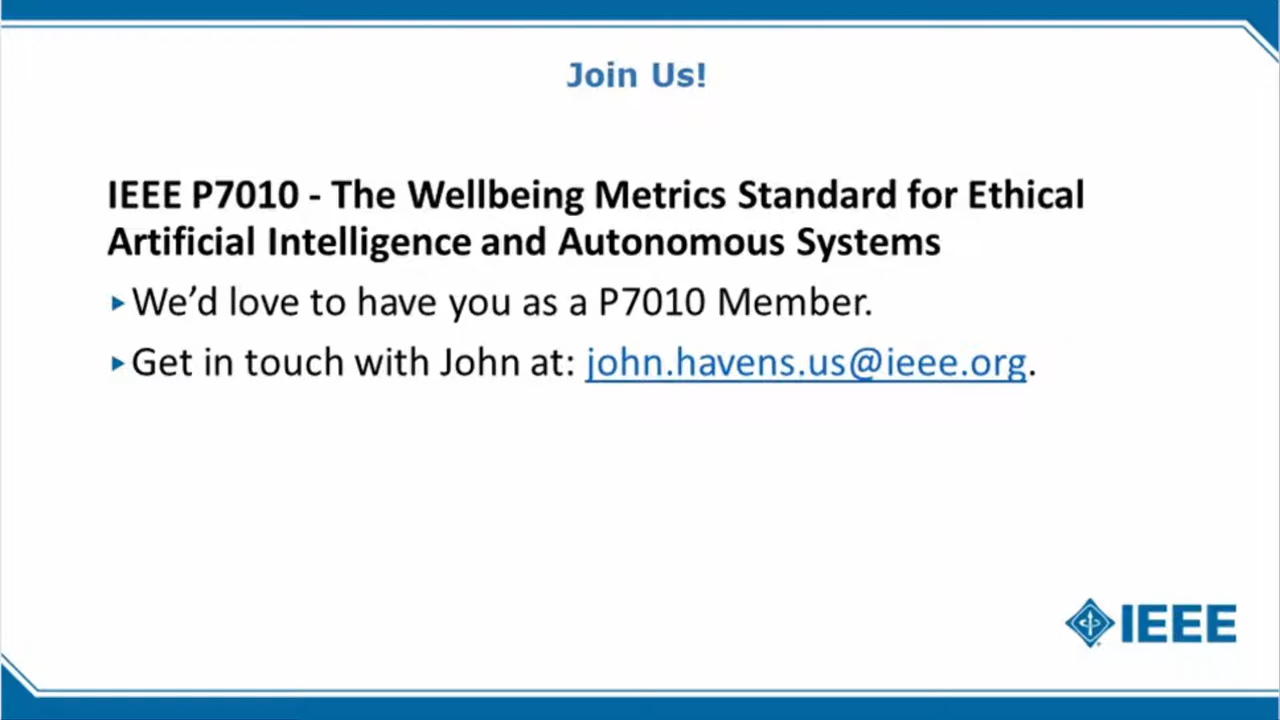 Join Us!
IEEE P7010 - The Wellbeing Metrics Standard for Ethical
Artificial Intelligence and Autonomous Systems
We’d love to have you as a P7010 Member.
Get in touch with John at: john.havens.us@ieee.org.
IEEE